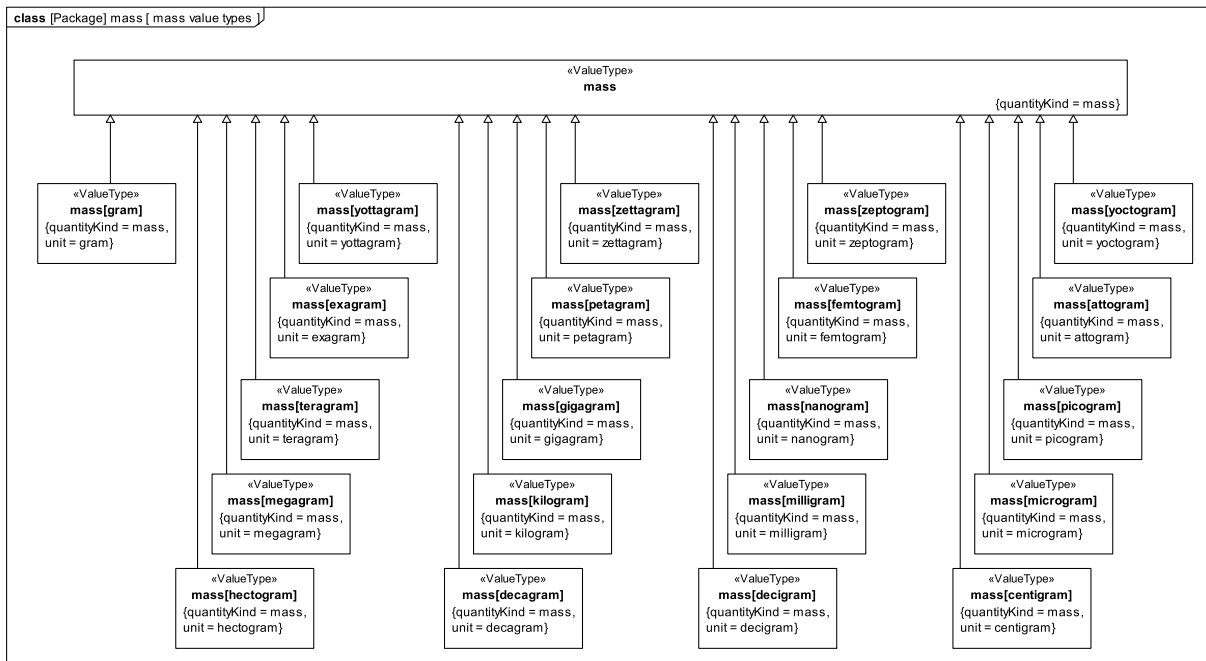 class [Package] mass [ mass value types ]
«ValueType»
mass
{quantityKind = mass}
«ValueType»
mass[gram]
{quantityKind = mass,
unit = gram}
«ValueType»
mass[yottagram]
{quantityKind = mass,
unit = yottagram}
«ValueType»
mass[zettagram]
{quantityKind = mass,
unit = zettagram}
«ValueType»
mass[zeptogram]
{quantityKind = mass,
unit = zeptogram}
«ValueType»
mass[yoctogram]
{quantityKind = mass,
unit = yoctogram}
«ValueType»
mass[exagram]
{quantityKind = mass,
unit = exagram}
«ValueType»
mass[petagram]
{quantityKind = mass,
unit = petagram}
«ValueType»
mass[femtogram]
{quantityKind = mass,
unit = femtogram}
«ValueType»
mass[attogram]
{quantityKind = mass,
unit = attogram}
«ValueType»
mass[teragram]
{quantityKind = mass,
unit = teragram}
«ValueType»
mass[gigagram]
{quantityKind = mass,
unit = gigagram}
«ValueType»
mass[nanogram]
{quantityKind = mass,
unit = nanogram}
«ValueType»
mass[picogram]
{quantityKind = mass,
unit = picogram}
«ValueType»
mass[megagram]
{quantityKind = mass,
unit = megagram}
«ValueType»
mass[kilogram]
{quantityKind = mass,
unit = kilogram}
«ValueType»
mass[milligram]
{quantityKind = mass,
unit = milligram}
«ValueType»
mass[microgram]
{quantityKind = mass,
unit = microgram}
«ValueType»
mass[hectogram]
{quantityKind = mass,
unit = hectogram}
«ValueType»
mass[decagram]
{quantityKind = mass,
unit = decagram}
«ValueType»
mass[decigram]
{quantityKind = mass,
unit = decigram}
«ValueType»
mass[centigram]
{quantityKind = mass,
unit = centigram}